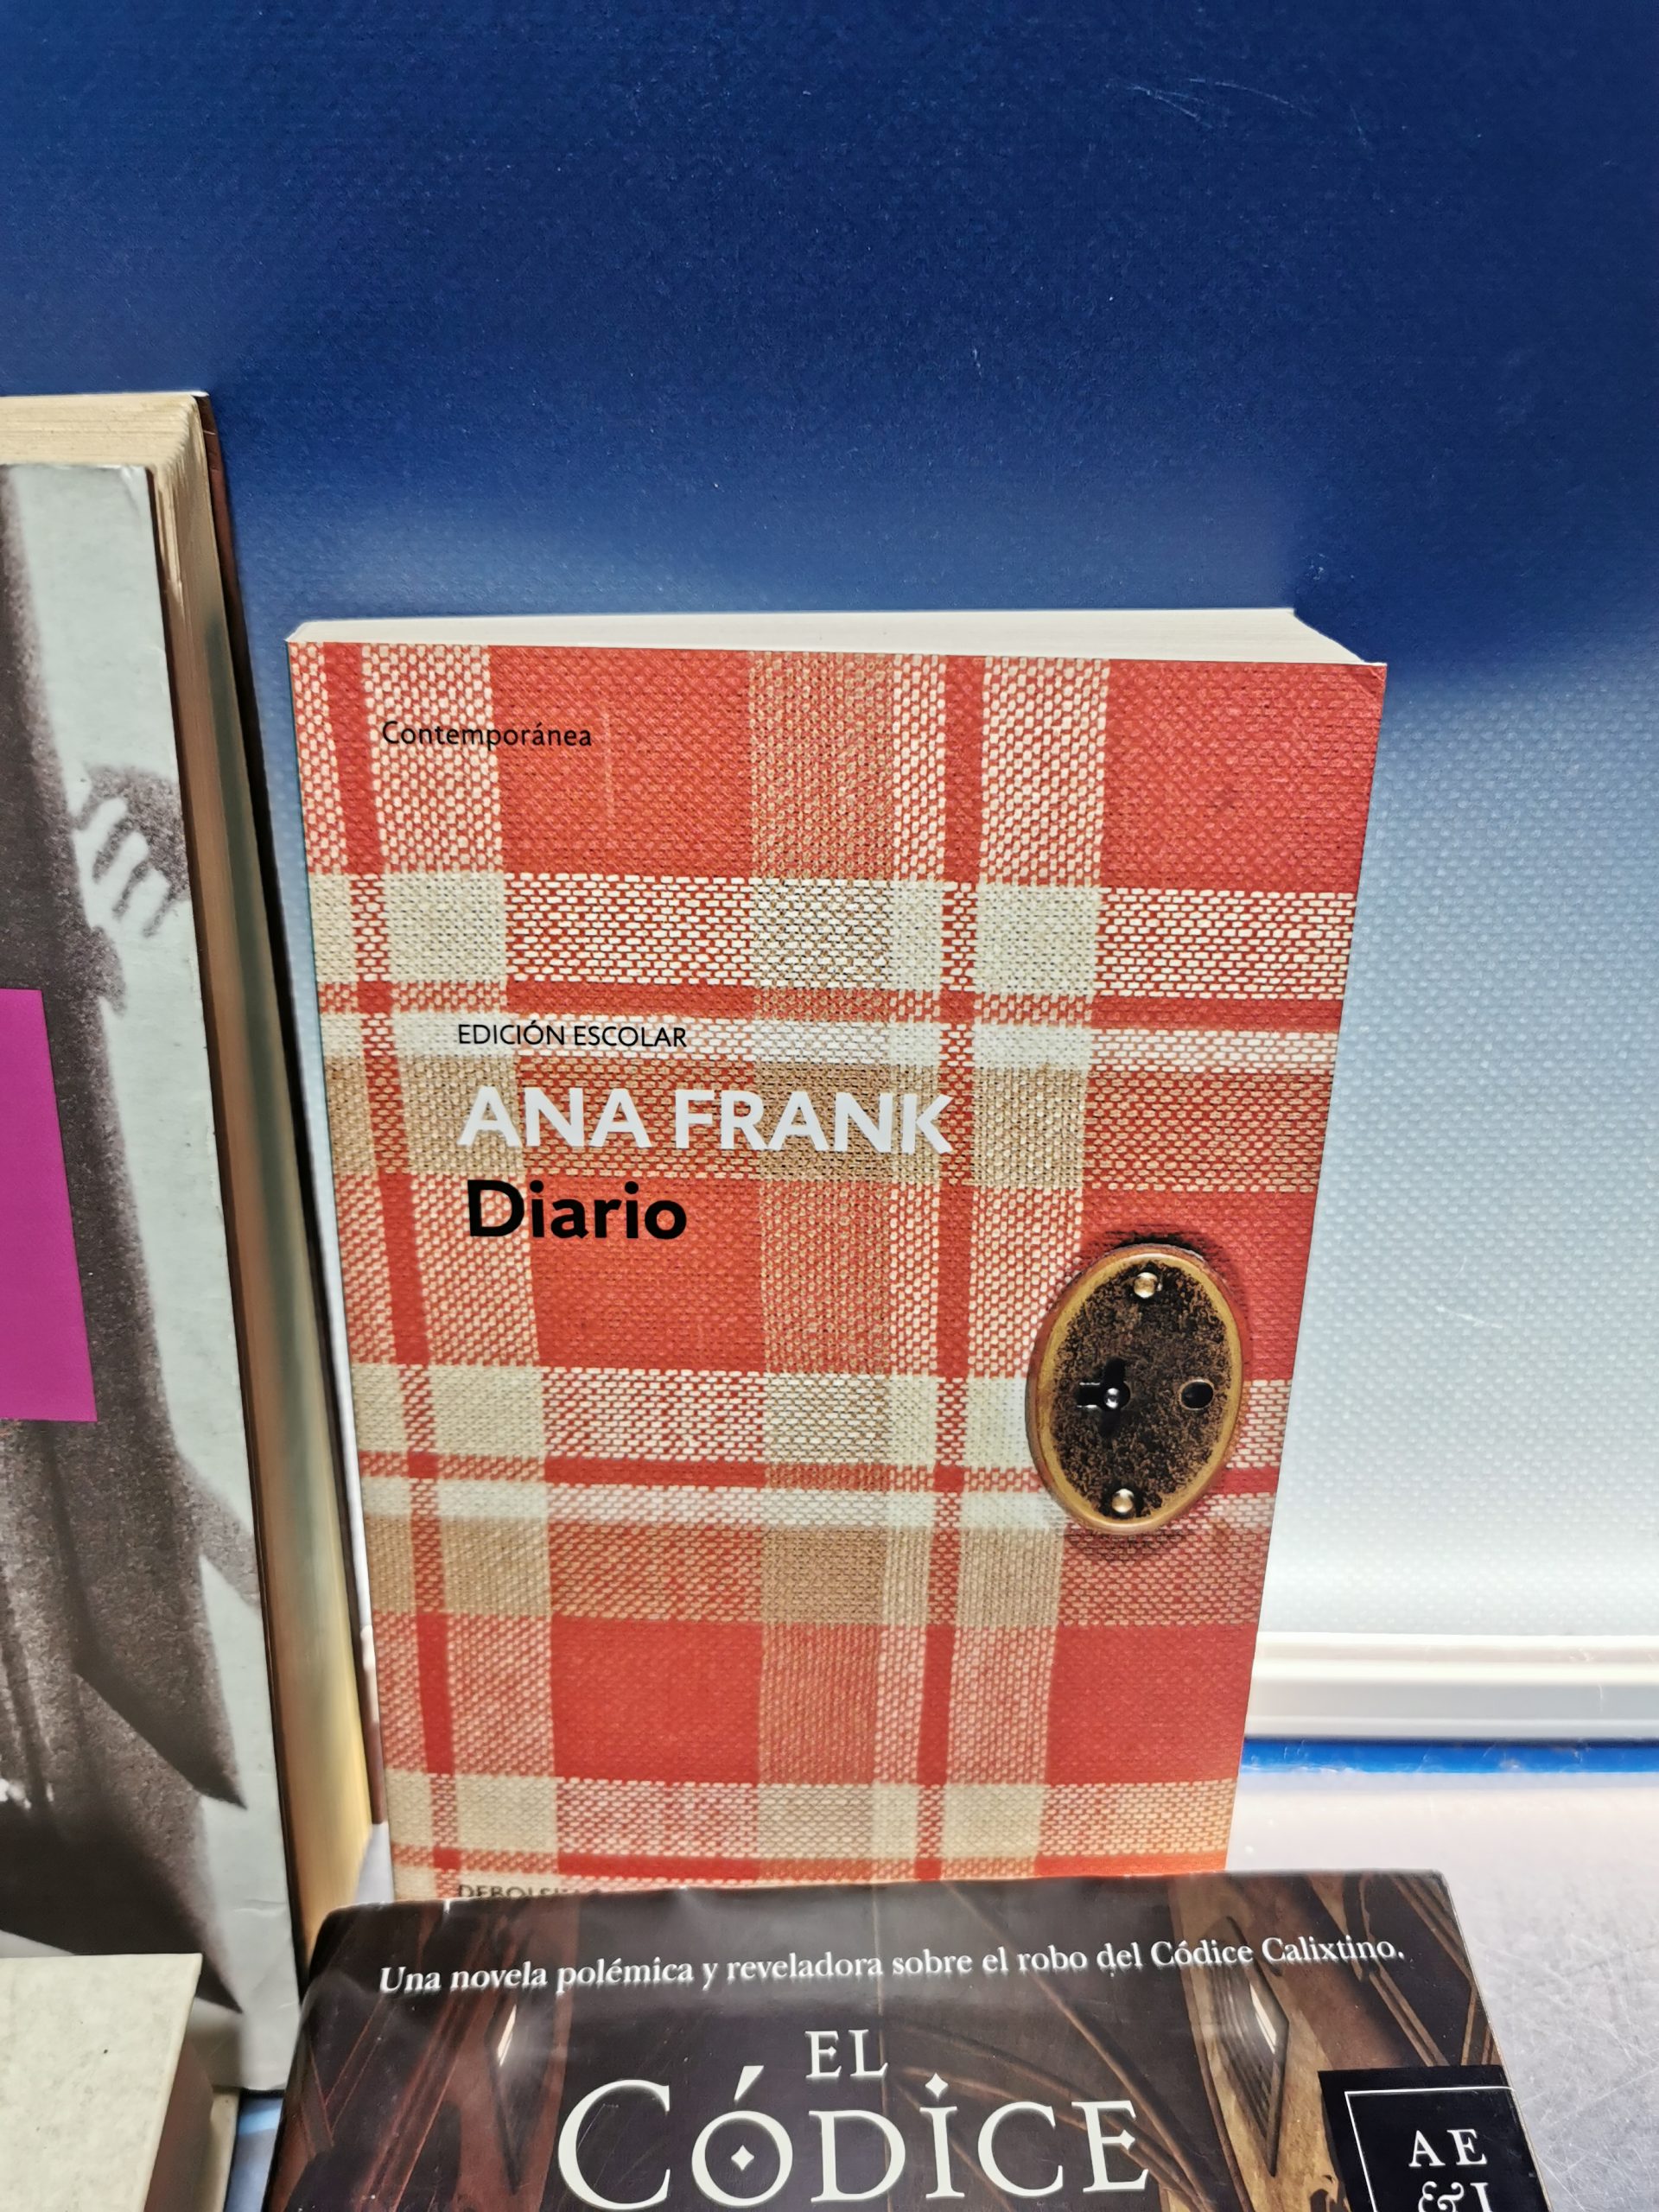 Contemporánea
EDICIÓN ESCOLAR
ANA FRANK
Diario
Una novela polémica y reveladora sobre el robo del Códice Calixtino.
EL
CÓDICE
AE
&I